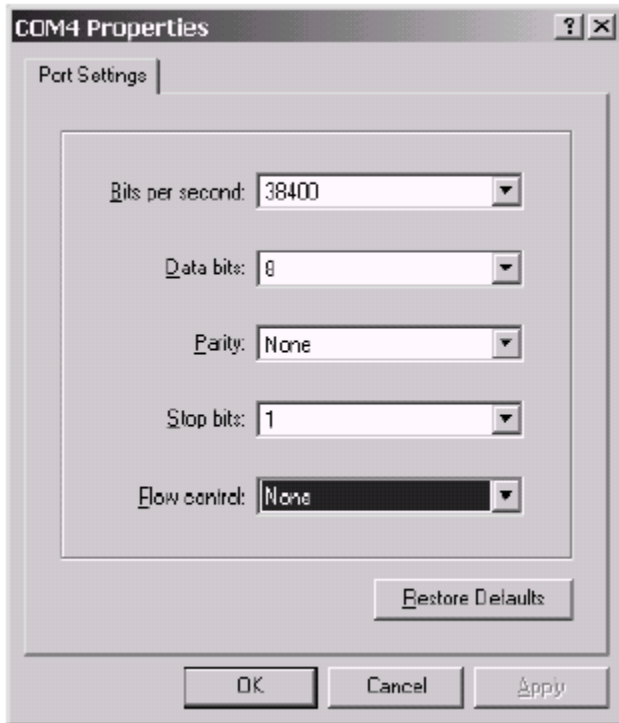 COM4 Properties
Port Settings
Bits per second: 38400
Data bits: 8
Parity: None
Stop bits: 1
Flow control: None
Restore Defaults
OK Cancel Apply